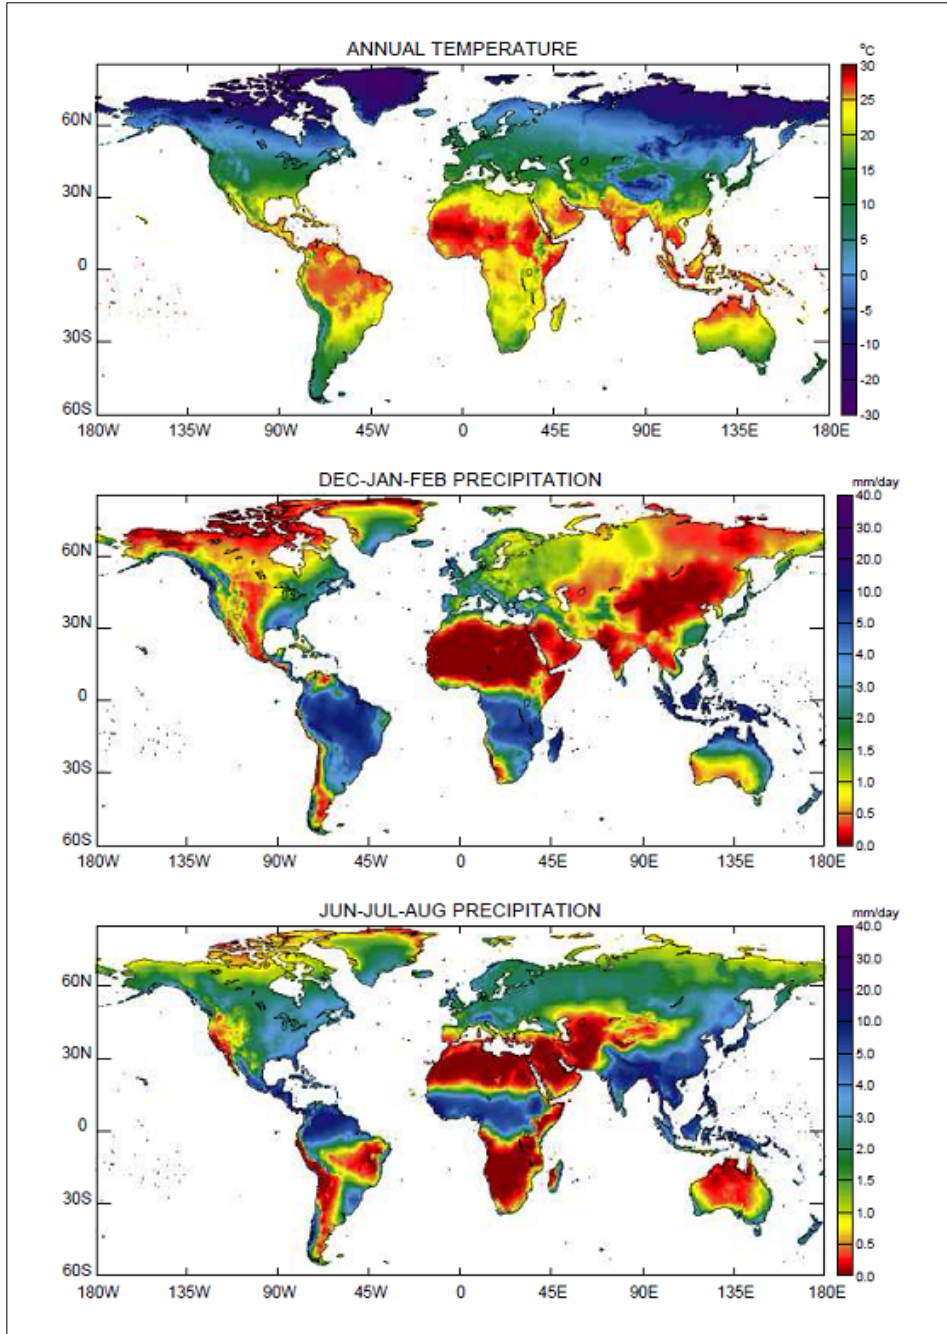 ANNUAL TEMPERATURE
°C
60N
30N
0
30S
60S
180W 135W 90W 45W 0 45E 90E 135E 180E
30
25
20
15
10
5
0
-5
-10
-20
-30
DEC-JAN-FEB PRECIPITATION
mm/day
60N
30N
0
30S
60S
180W 135W 90W 45W 0 45E 90E 135E 180E
40.0
30.0
20.0
10.0
5.0
4.0
3.0
2.0
1.5
1.0
0.5
0.0
JUN-JUL-AUG PRECIPITATION
mm/day
60N
30N
0
30S
60S
180W 135W 90W 45W 0 45E 90E 135E 180E
40.0
30.0
20.0
10.0
5.0
4.0
3.0
2.0
1.5
1.0
0.5
0.0